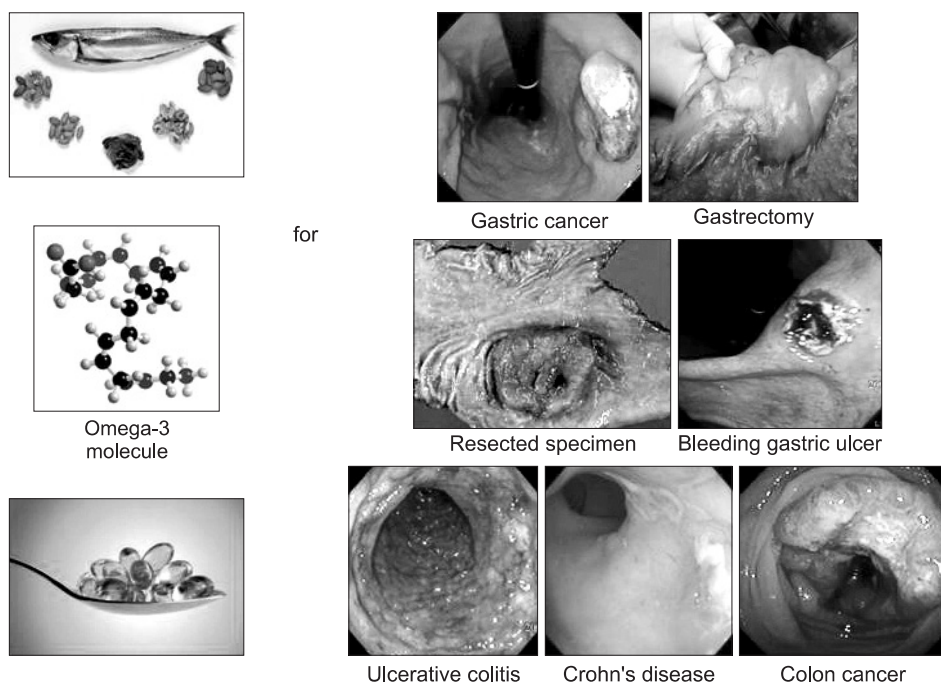 Gastric cancer
Gastrectomy
for
Omega-3
molecule
Resected specimen
Bleeding gastric ulcer
Ulcerative colitis
Crohn's disease
Colon cancer